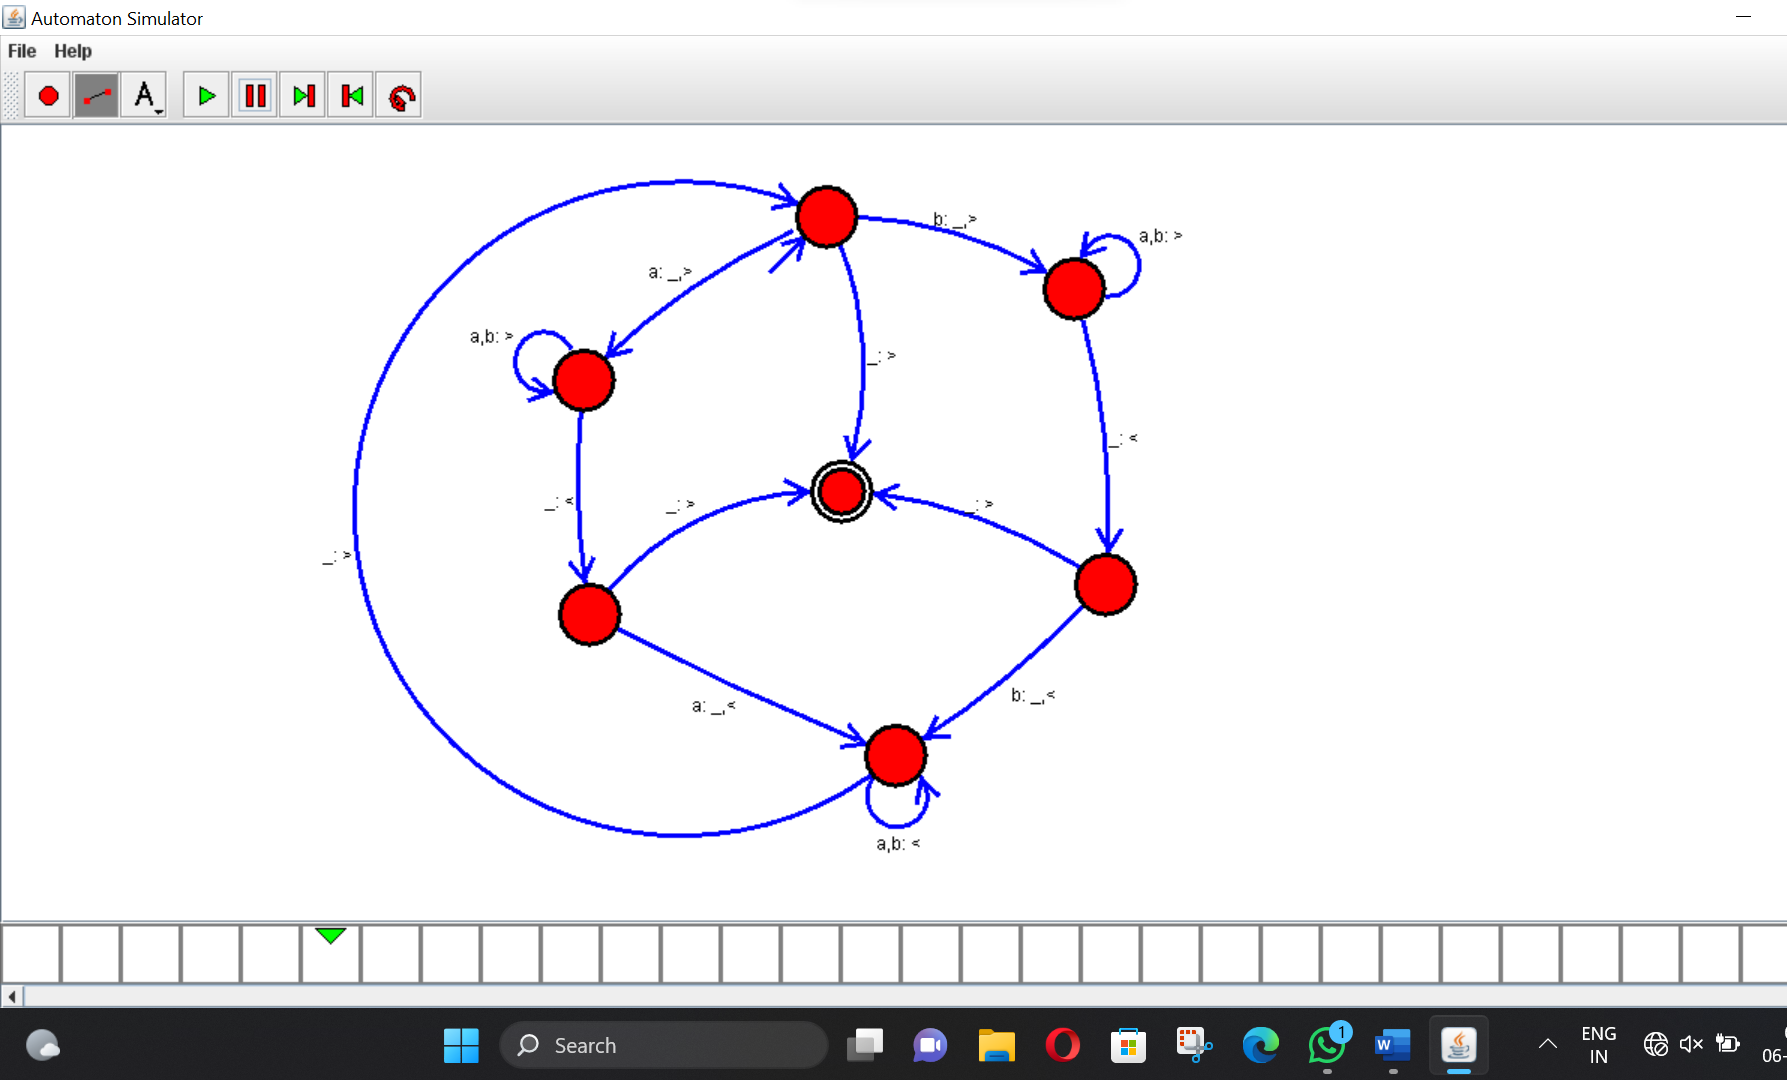 Automaton Simulator
File Help
A
b: _,>
a,b: >
a: _,>
a,b: >
_: >
_: <
_: <
_: >
_: >
_: >
a: _,<
b: _,<
a,b: <
Search
1
W
ENG
IN
06-